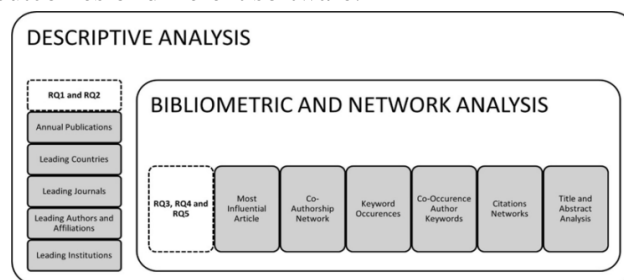 DESCRIPTIVE ANALYSIS
RQ1 and RQ2
Annual Publications
Leading Countries
Leading Journals
Leading Authors and
Affiliations
Leading Institutions
BIBLIOMETRIC AND NETWORK ANALYSIS
RQ3, RQ4 and
RQ5
Most
Influential
Article
Co-
Authorship
Network
Keyword
Occurences
Co-Occurence
Author
Keywords
Citations
Networks
Title and
Abstract
Analysis